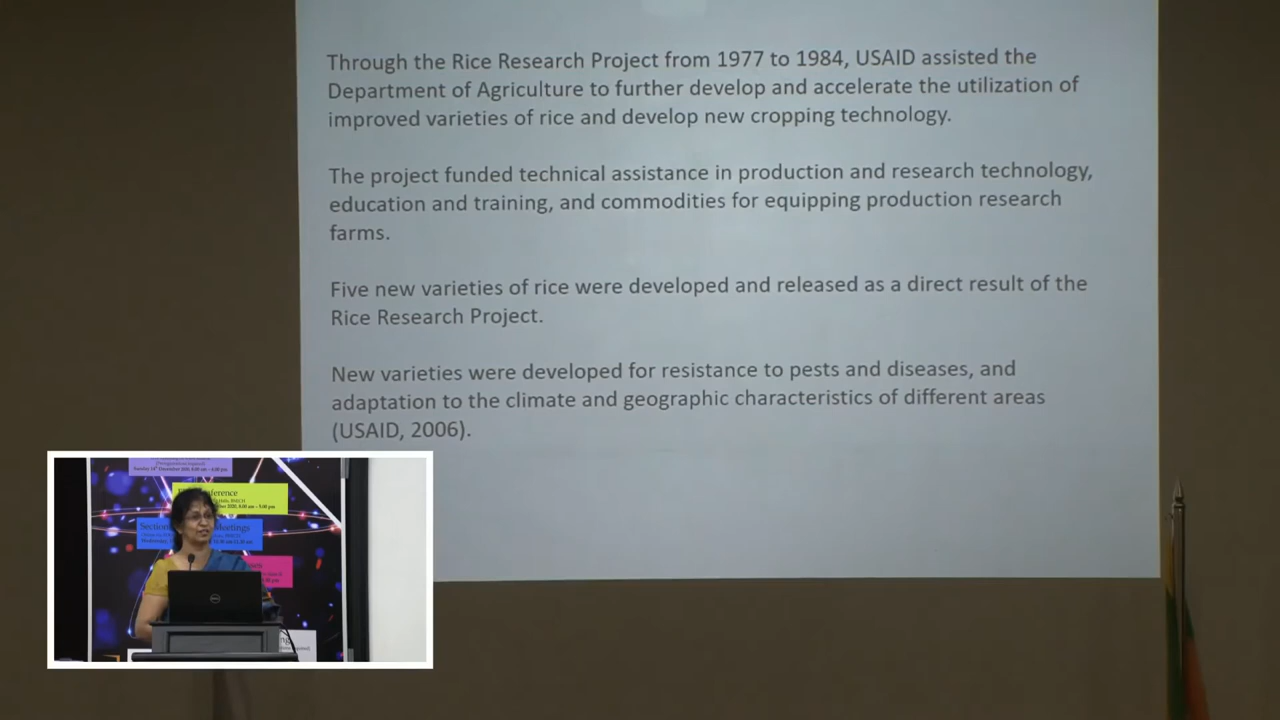 Through the Rice Research Project from 1977 to 1984, USAID assisted the
Department of Agriculture to further develop and accelerate the utilization of
improved varieties of rice and develop new cropping technology.
The project funded technical assistance in production and research technology,
education and training, and commodities for equipping production research
farms.
Five new varieties of rice were developed and released as a direct result of the
Rice Research Project.
New varieties were developed for resistance to pests and diseases, and
adaptation to the climate and geographic characteristics of different areas
(USAID, 2006).
ference
Section
Meetings
DELL